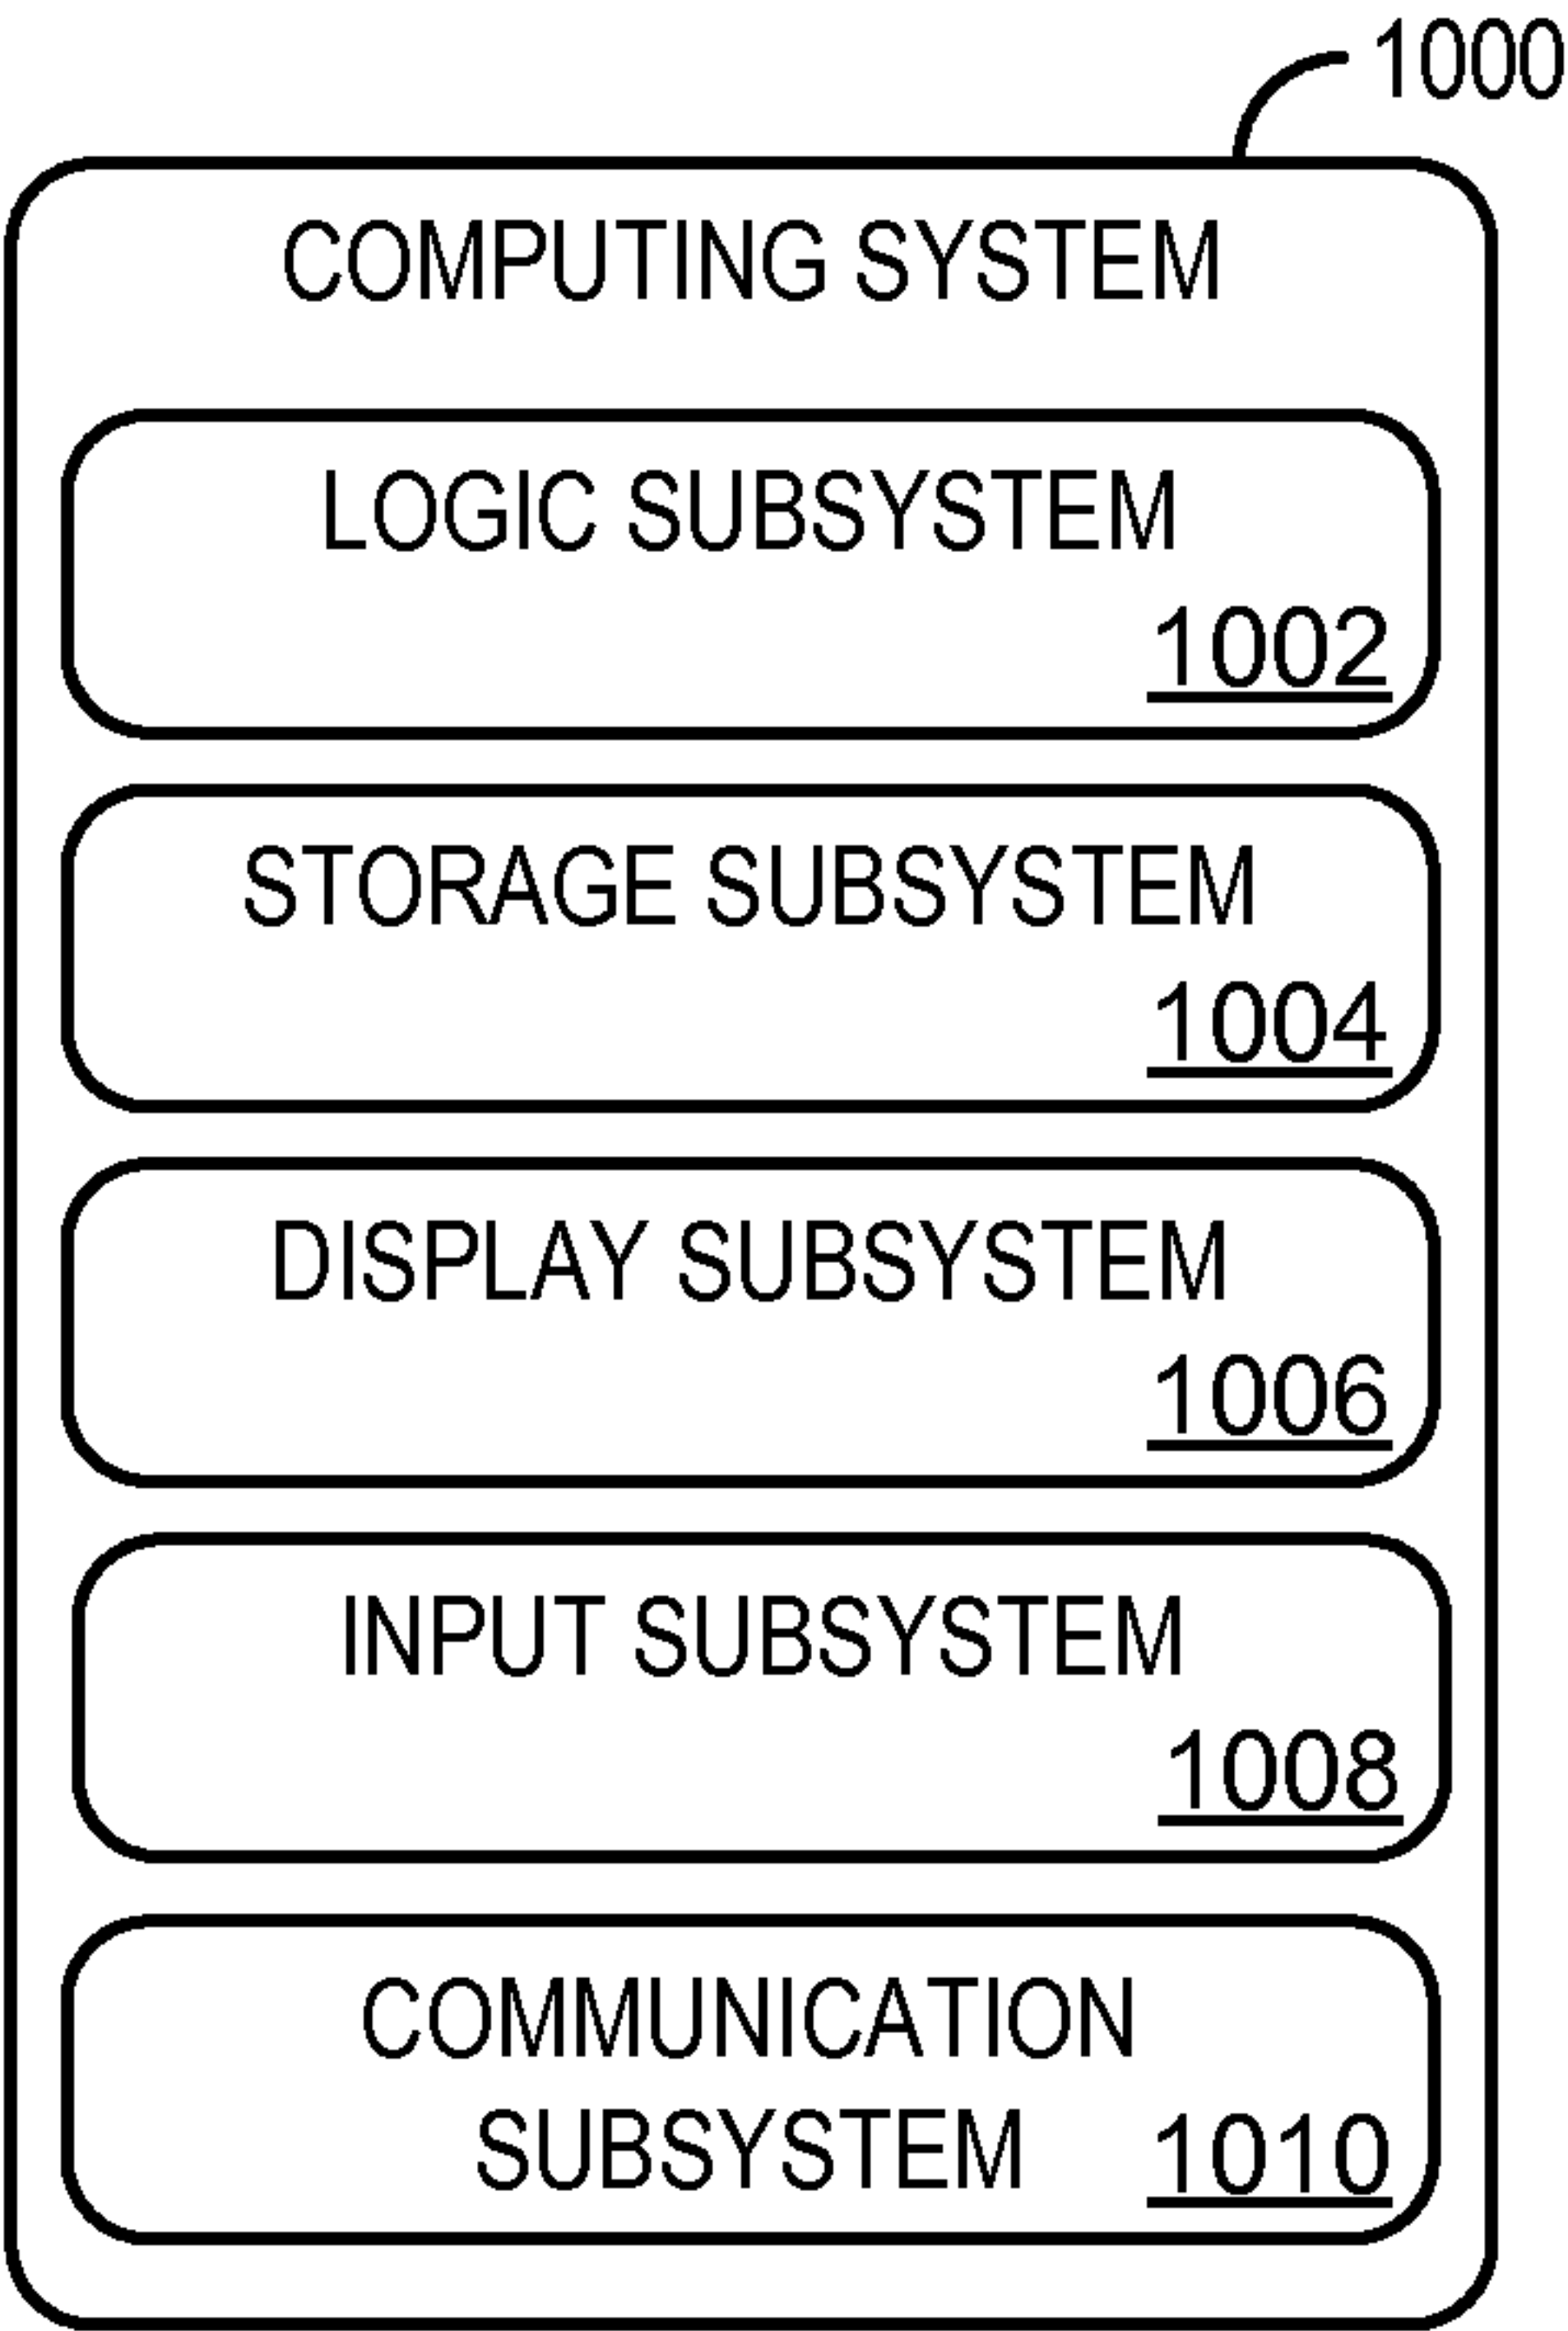 1000
COMPUTING SYSTEM
LOGIC SUBSYSTEM
1002
STORAGE SUBSYSTEM
1004
DISPLAY SUBSYSTEM
1006
INPUT SUBSYSTEM
1008
COMMUNICATION
SUBSYSTEM 1010